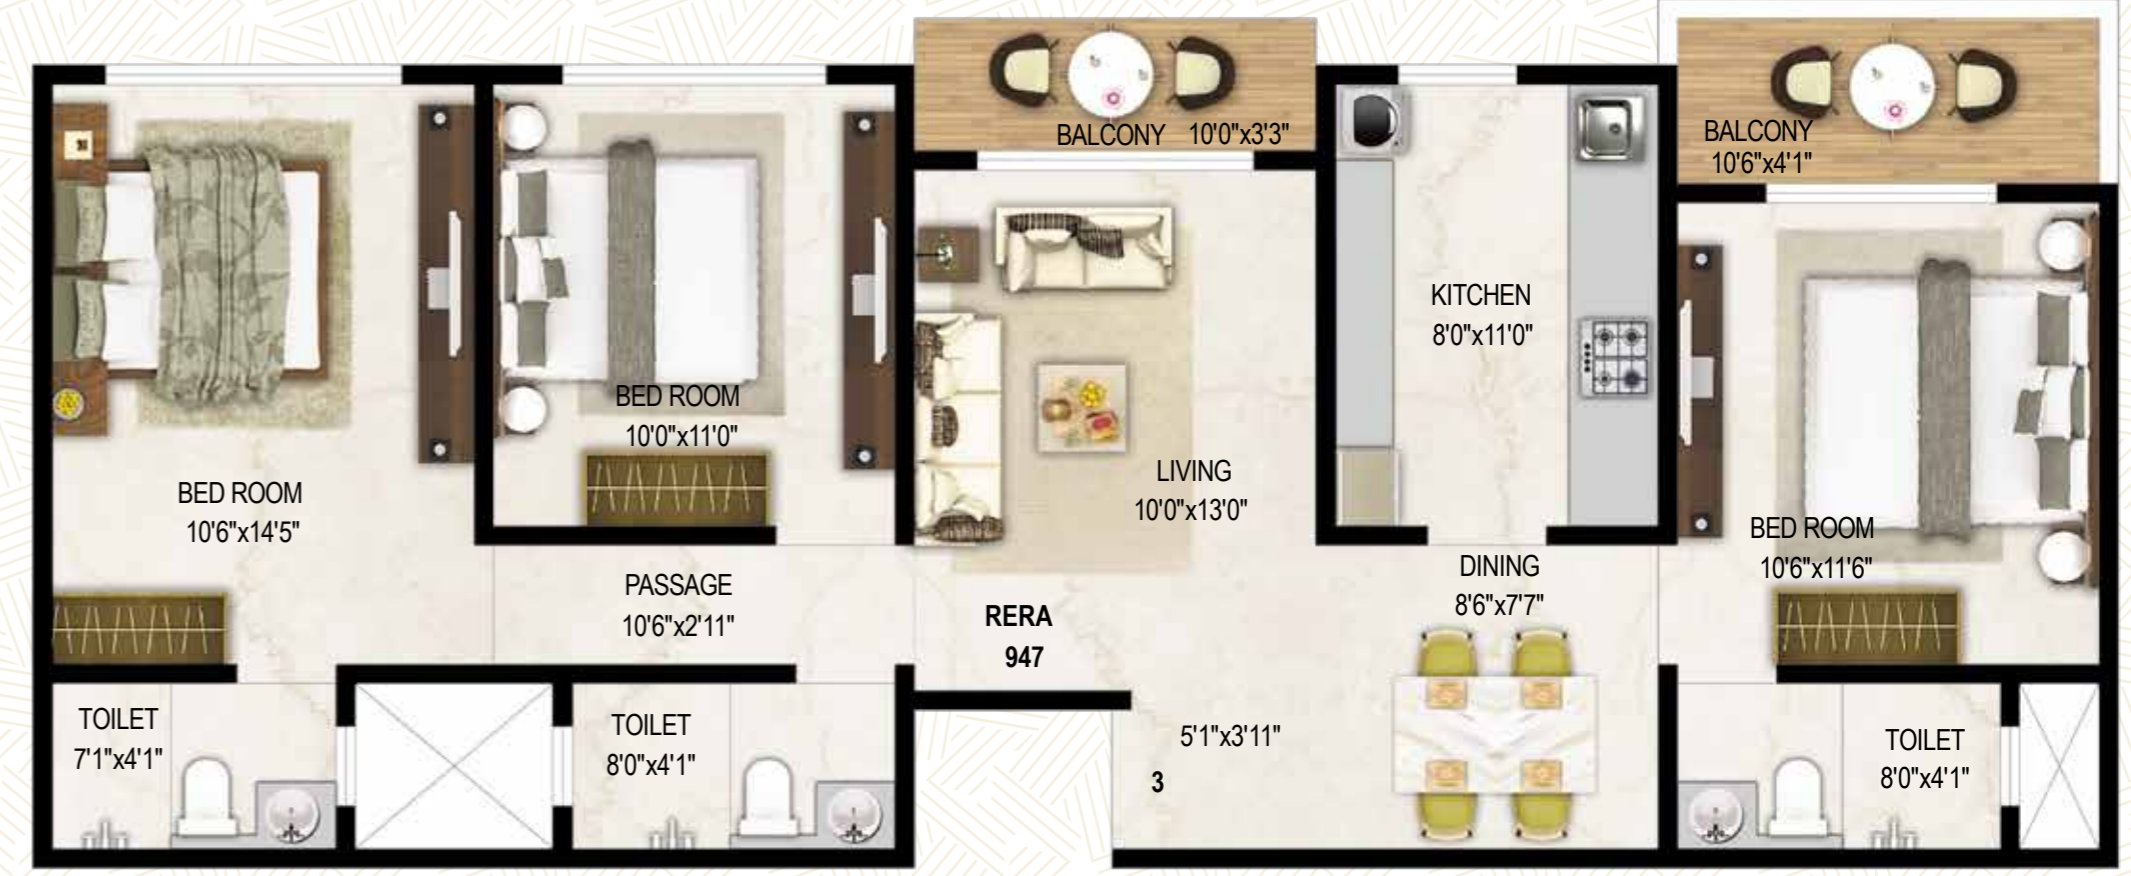 BALCONY 10'0"x3'3"
BALCONY
10'6"x4'1"
KITCHEN
8'0"x11'0"
BED ROOM
10'0"x11'0"
LIVING
10'0"x13'0"
BED ROOM
10'6"x14'5"
BED ROOM
10'6"x11'6"
DINING
8'6"x7'7"
PASSAGE
10'6"x2'11"
RERA
947
TOILET
7'1"x4'1"
TOILET
8'0"x4'1"
5'1"x3'11"
3
TOILET
8'0"x4'1"